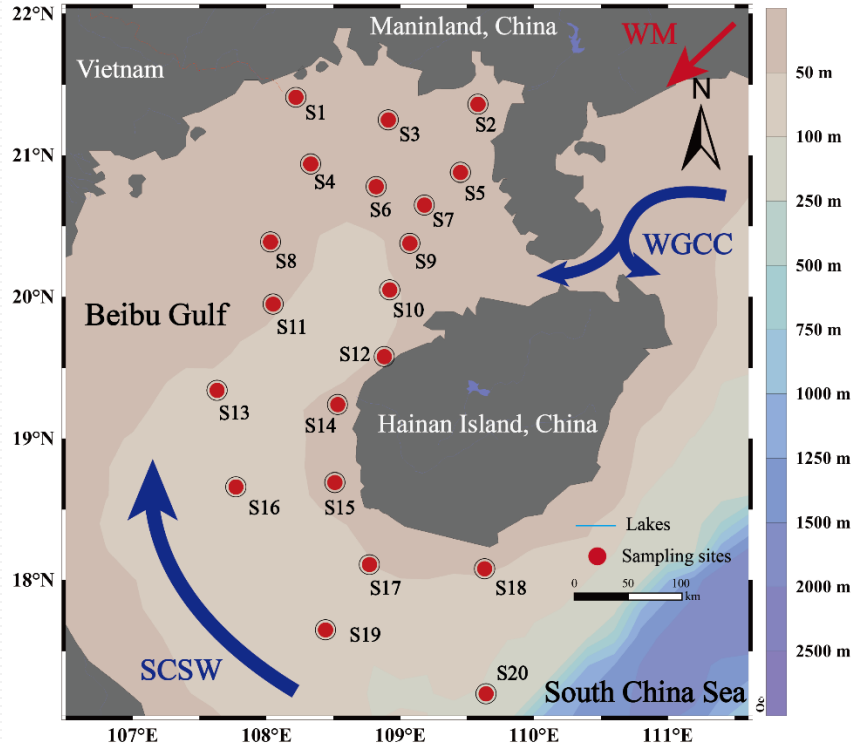 22°N
21°N
20°N
19°N
18°N
107°E
108°E
109°E
110°E
111°E
Maninland, China
Vietnam
WM
N
S1
S2
S3
S4
S5
S6
S7
S8
S9
WGCC
Beibu Gulf
S10
S11
S12
S13
S14
Hainan Island, China
S15
S16
Lakes
Sampling sites
0 50 100
km
S17
S18
S19
SCSW
S20
South China Sea
50 m
100 m
250 m
500 m
750 m
1000 m
1250 m
1500 m
2000 m
2500 m